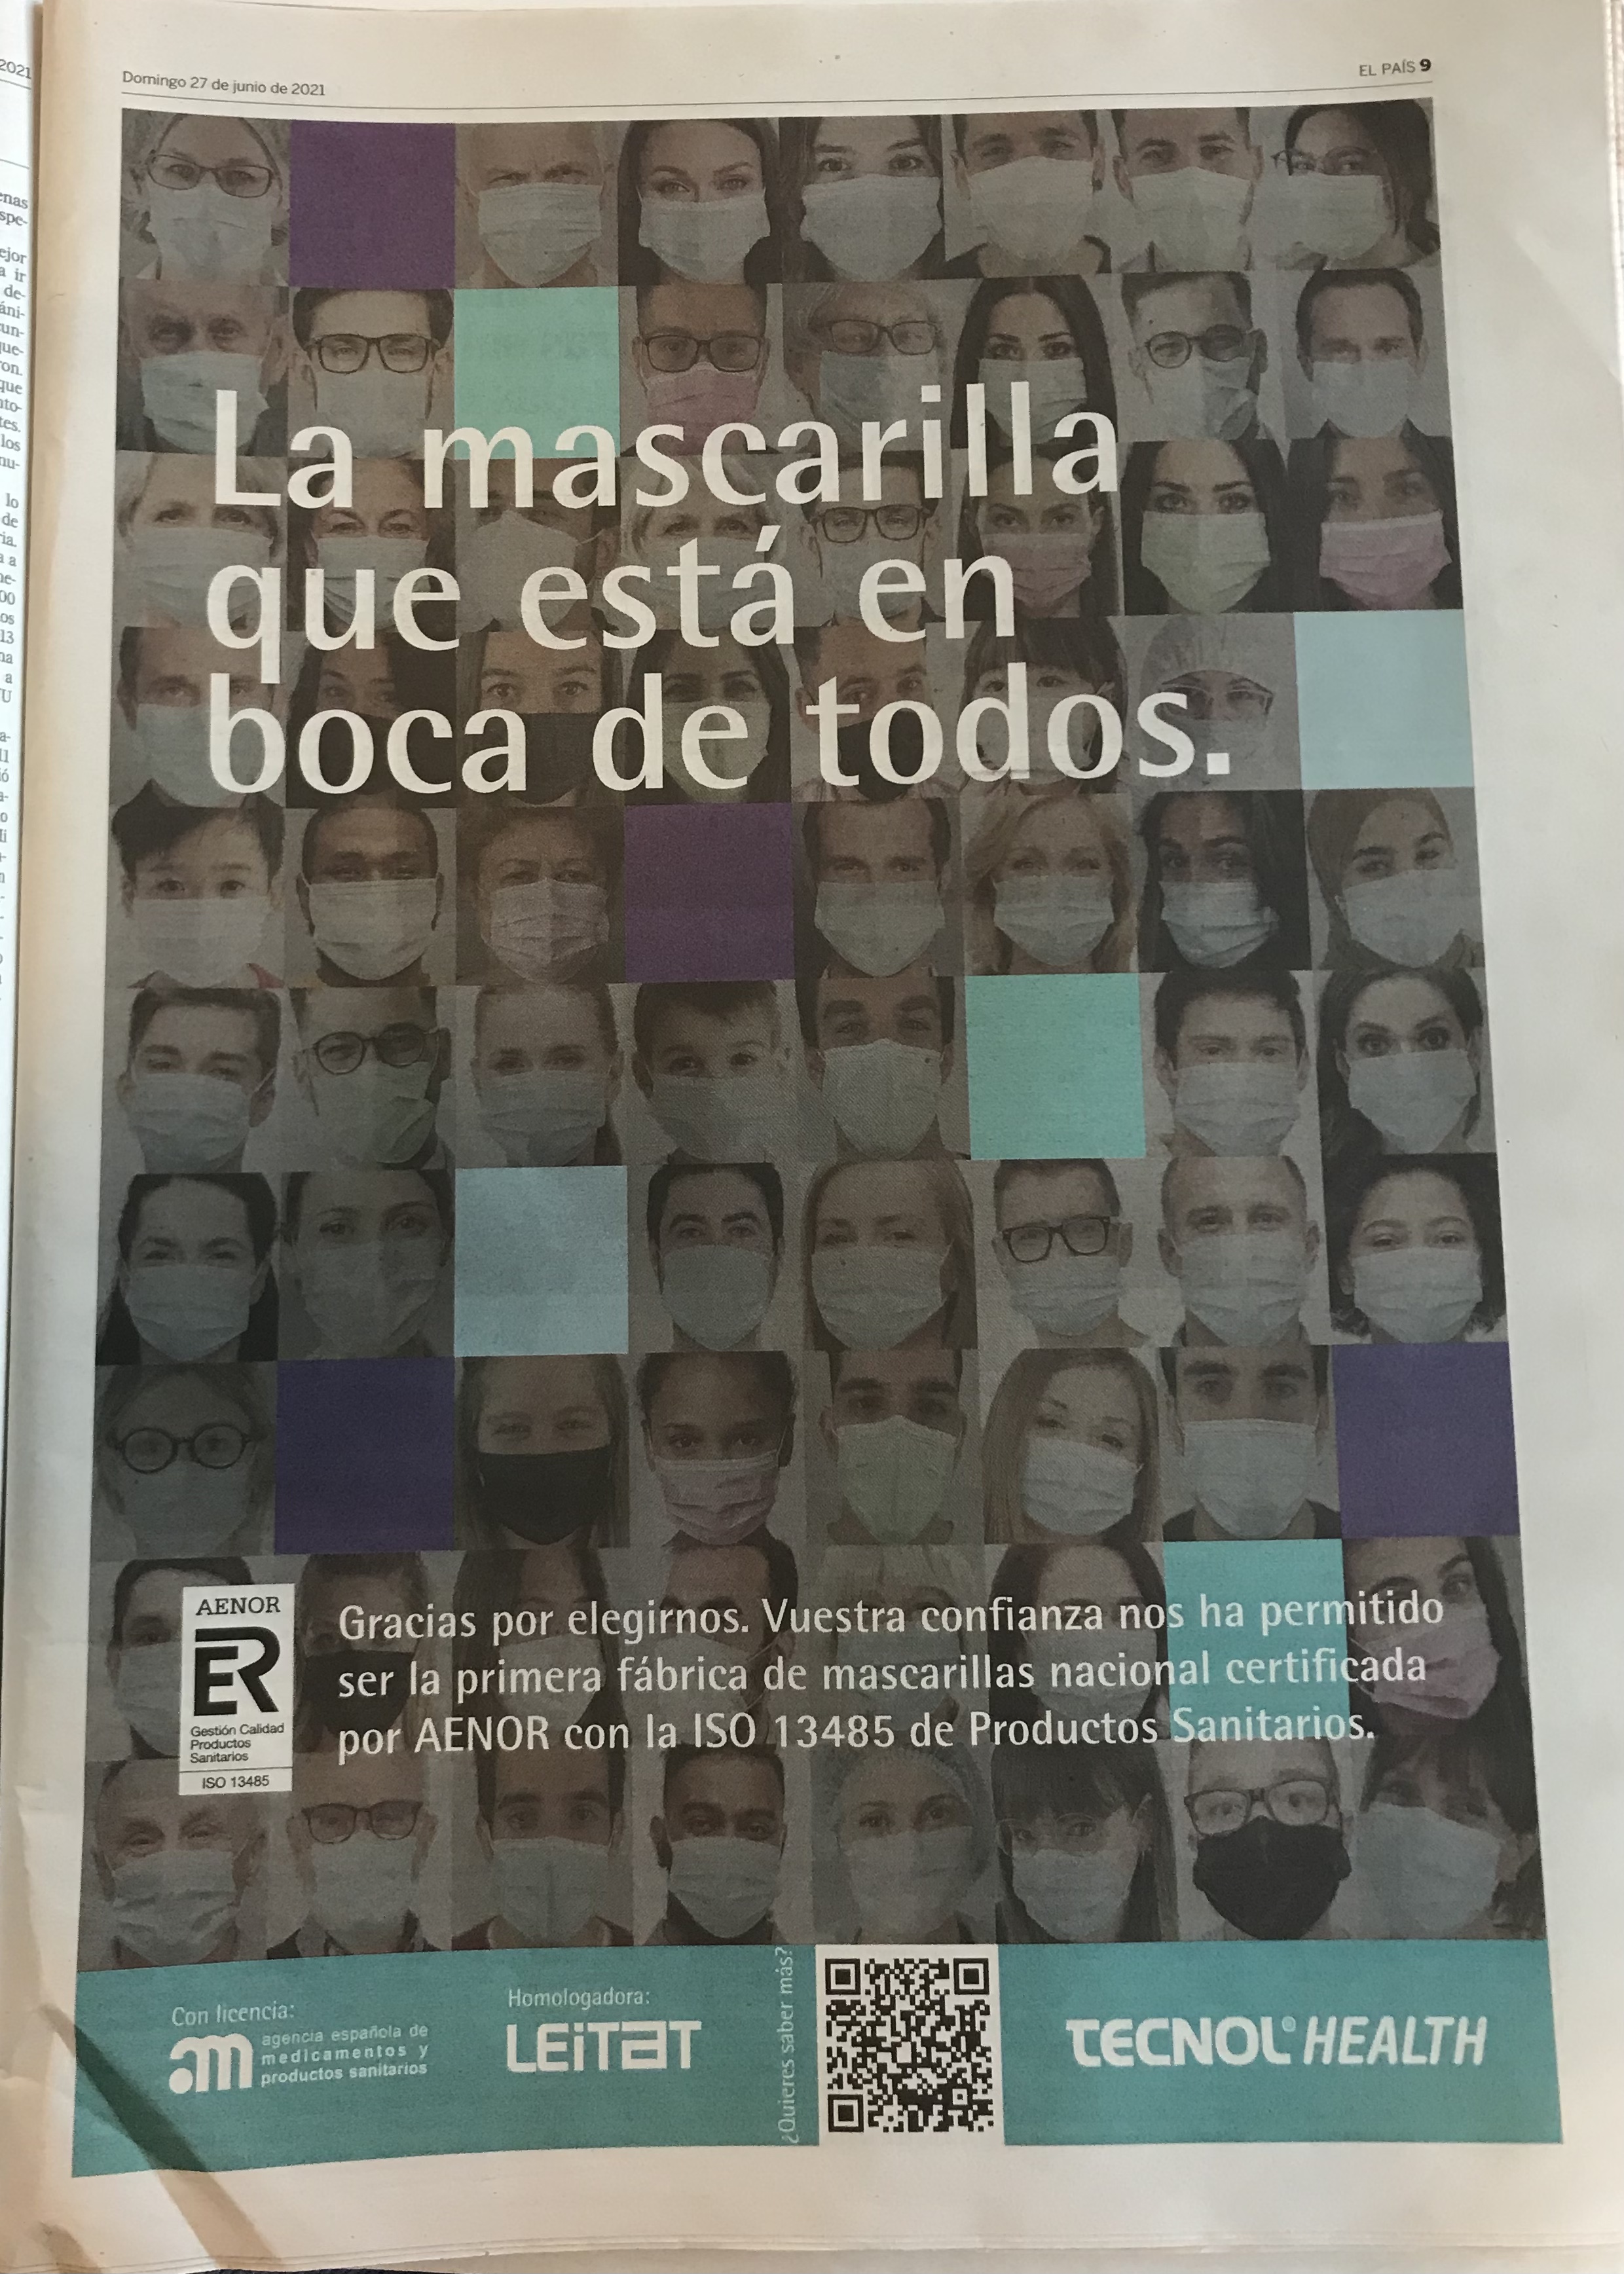 2021
Domingo 27 de junio de 2021
EL PAÍS 9
La mascarilla
que está en
boca de todos.
AENOR
ER
Gestión Calidad
Productos
Sanitarios
ISO 13485
Gracias por elegirnos. Vuestra confianza nos ha permitido
ser la primera fábrica de mascarillas nacional certificada
por AENOR con la ISO 13485 de Productos Sanitarios.
Con licencia:
am
agencia española de
medicamentos y
productos sanitarios
Homologadora:
LEITAT
¿Quieres saber más?
TECNOL® HEALTH